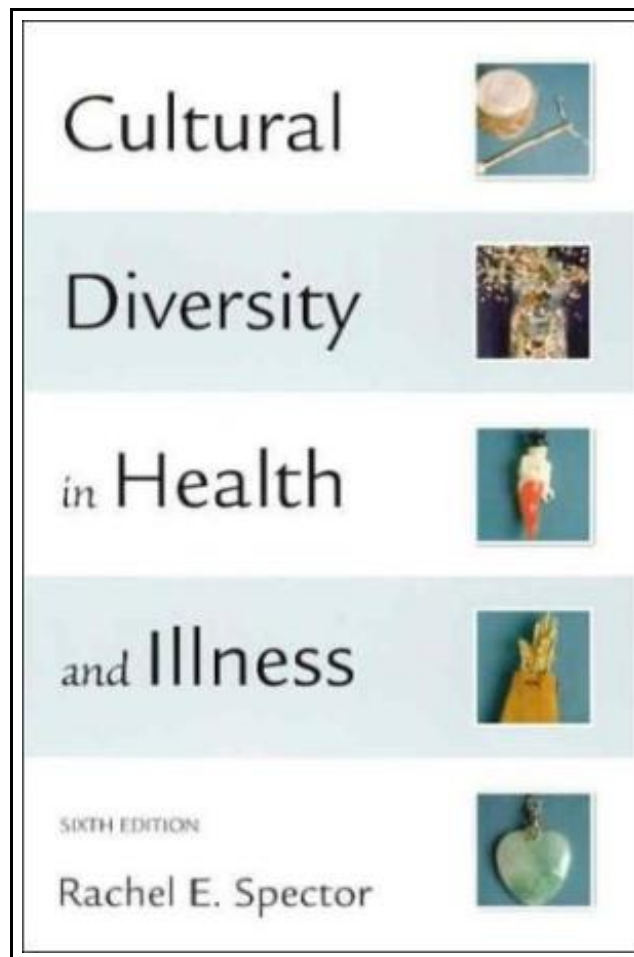 Cultural
Diversity
in Health
and Illness
SIXTH EDITION
Rachel E. Spector